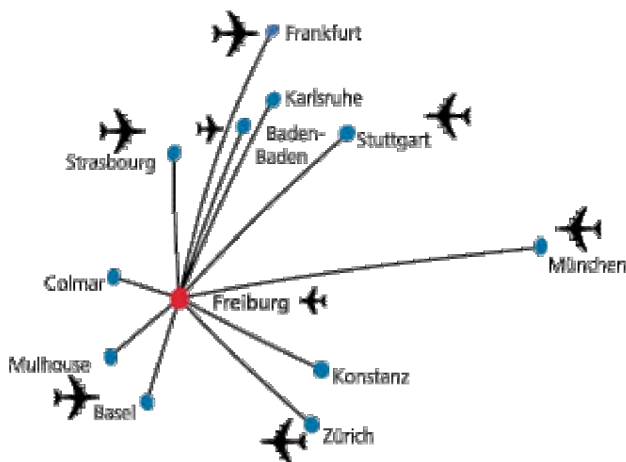 Frankfurt
Karlsruhe
Baden-
Baden
Stuttgart
Strasbourg
München
Colmar
Freiburg
Mulhouse
Konstanz
Basel
Zürich